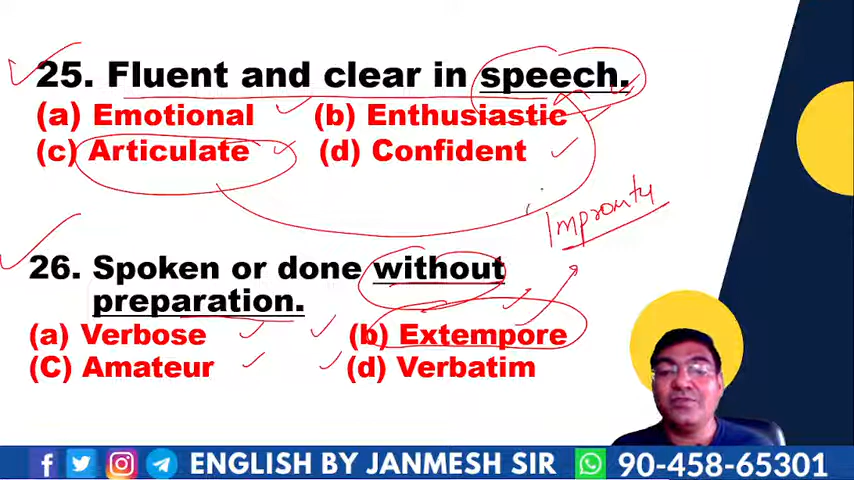 25. Fluent and clear in speech.
(a) Emotional (b) Enthusiastic
(c) Articulate (d) Confident
Impromtu
26. Spoken or done without
preparation.
(a) Verbose (b) Extempore
(C) Amateur (d) Verbatim
ENGLISH BY JANMESH SIR 90-458-65301